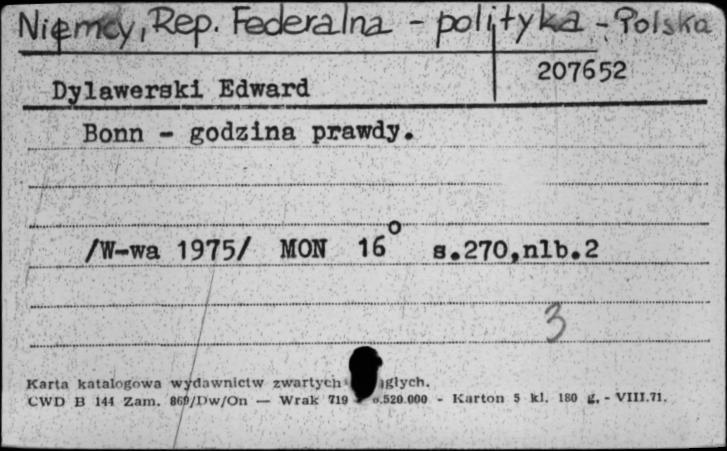 Niemcy, Rep. Federalna - polityka - Polska
207652
Dylawerski Edward
Bonn - godzina prawdy.
/W-wa 1975/ MON 16° s.270,nlb.2
3
Karta katalogowa wydawnictw zwartych głych.
CWD B 144 Zam. 869/Dw/On — Wrak 719 .520.000 - Karton 5 kl. 180 g. - VIII.71.